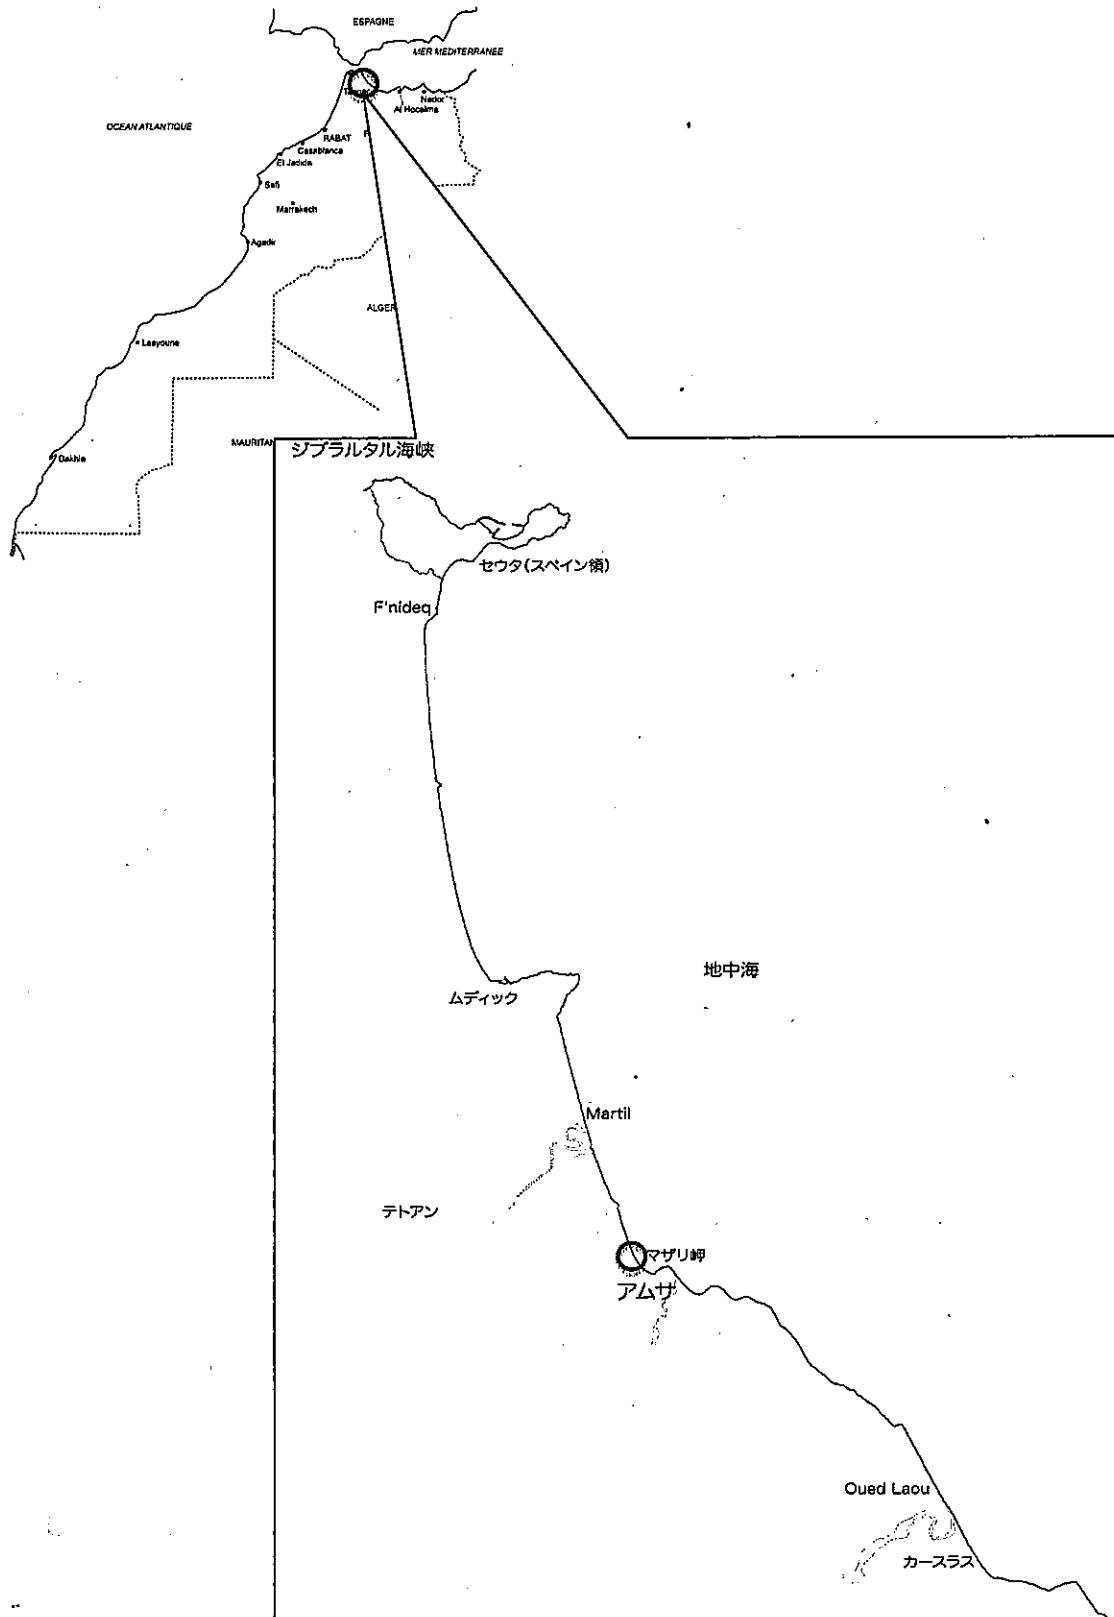 ESPAGNE
MER MEDITERRANEE
Nador
Al Hoceima
OCEAN ATLANTIQUE
RABAT
Casablanca
El Jadida
Safi
Marrakech
Agadir
ALGER
Laayoune
MAURITAN
ジブラルタル海峡
Dakhla
セウタ(スペイン領)
F'nideq
地中海
ムディック
Martil
テトアン
マザリ岬
アムサ
Oued Laou
カースラス